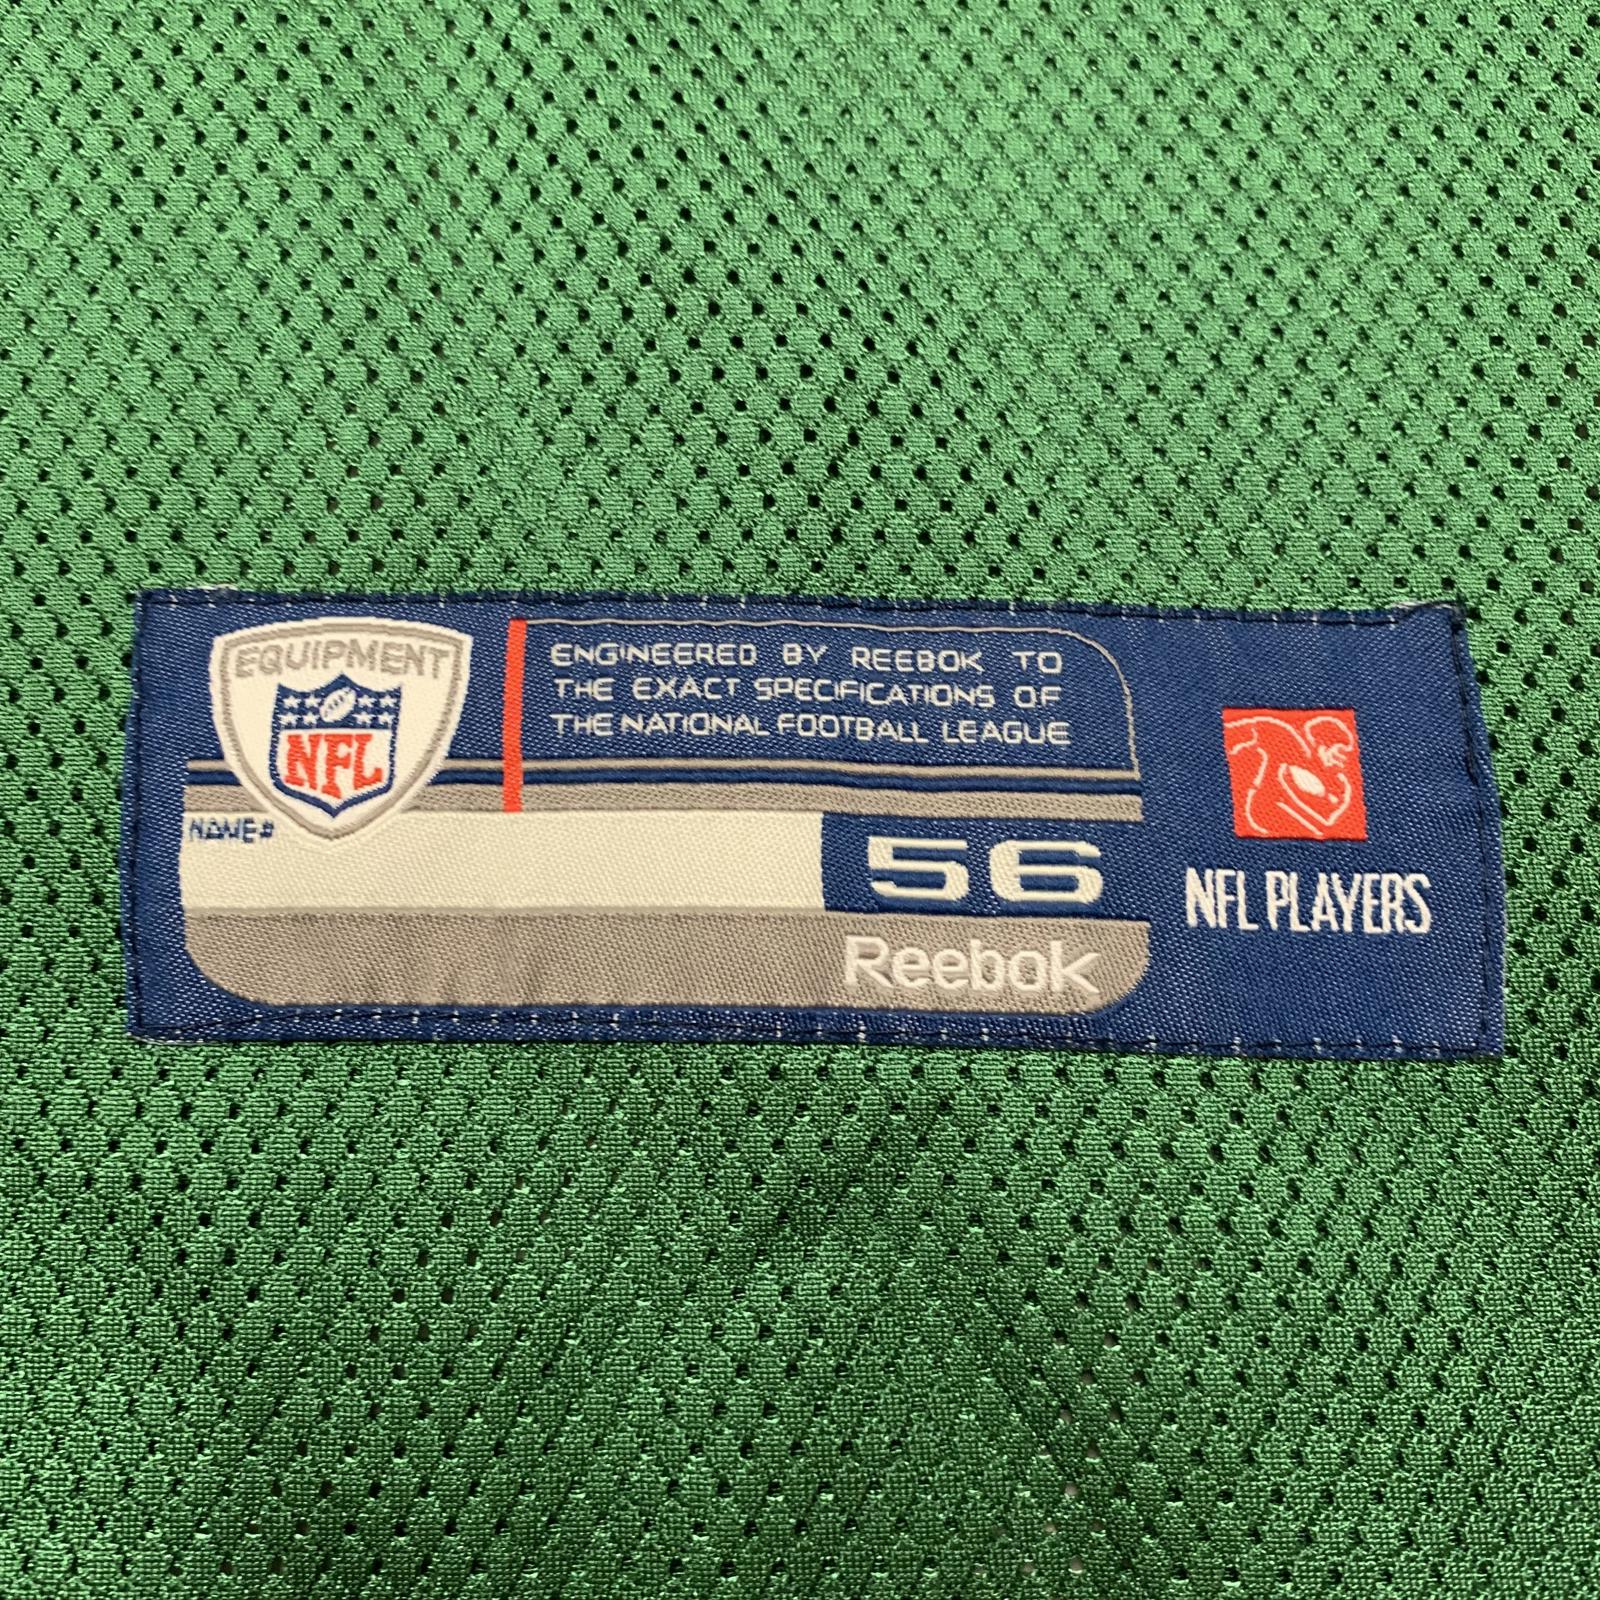 EQUIPMENT
NFL
ENGINEERED BY REEBOK TO
THE EXACT SPECIFICATIONS OF
THE NATIONAL FOOTBALL LEAGUE
NAME#
56
Reebok
NFL PLAYERS